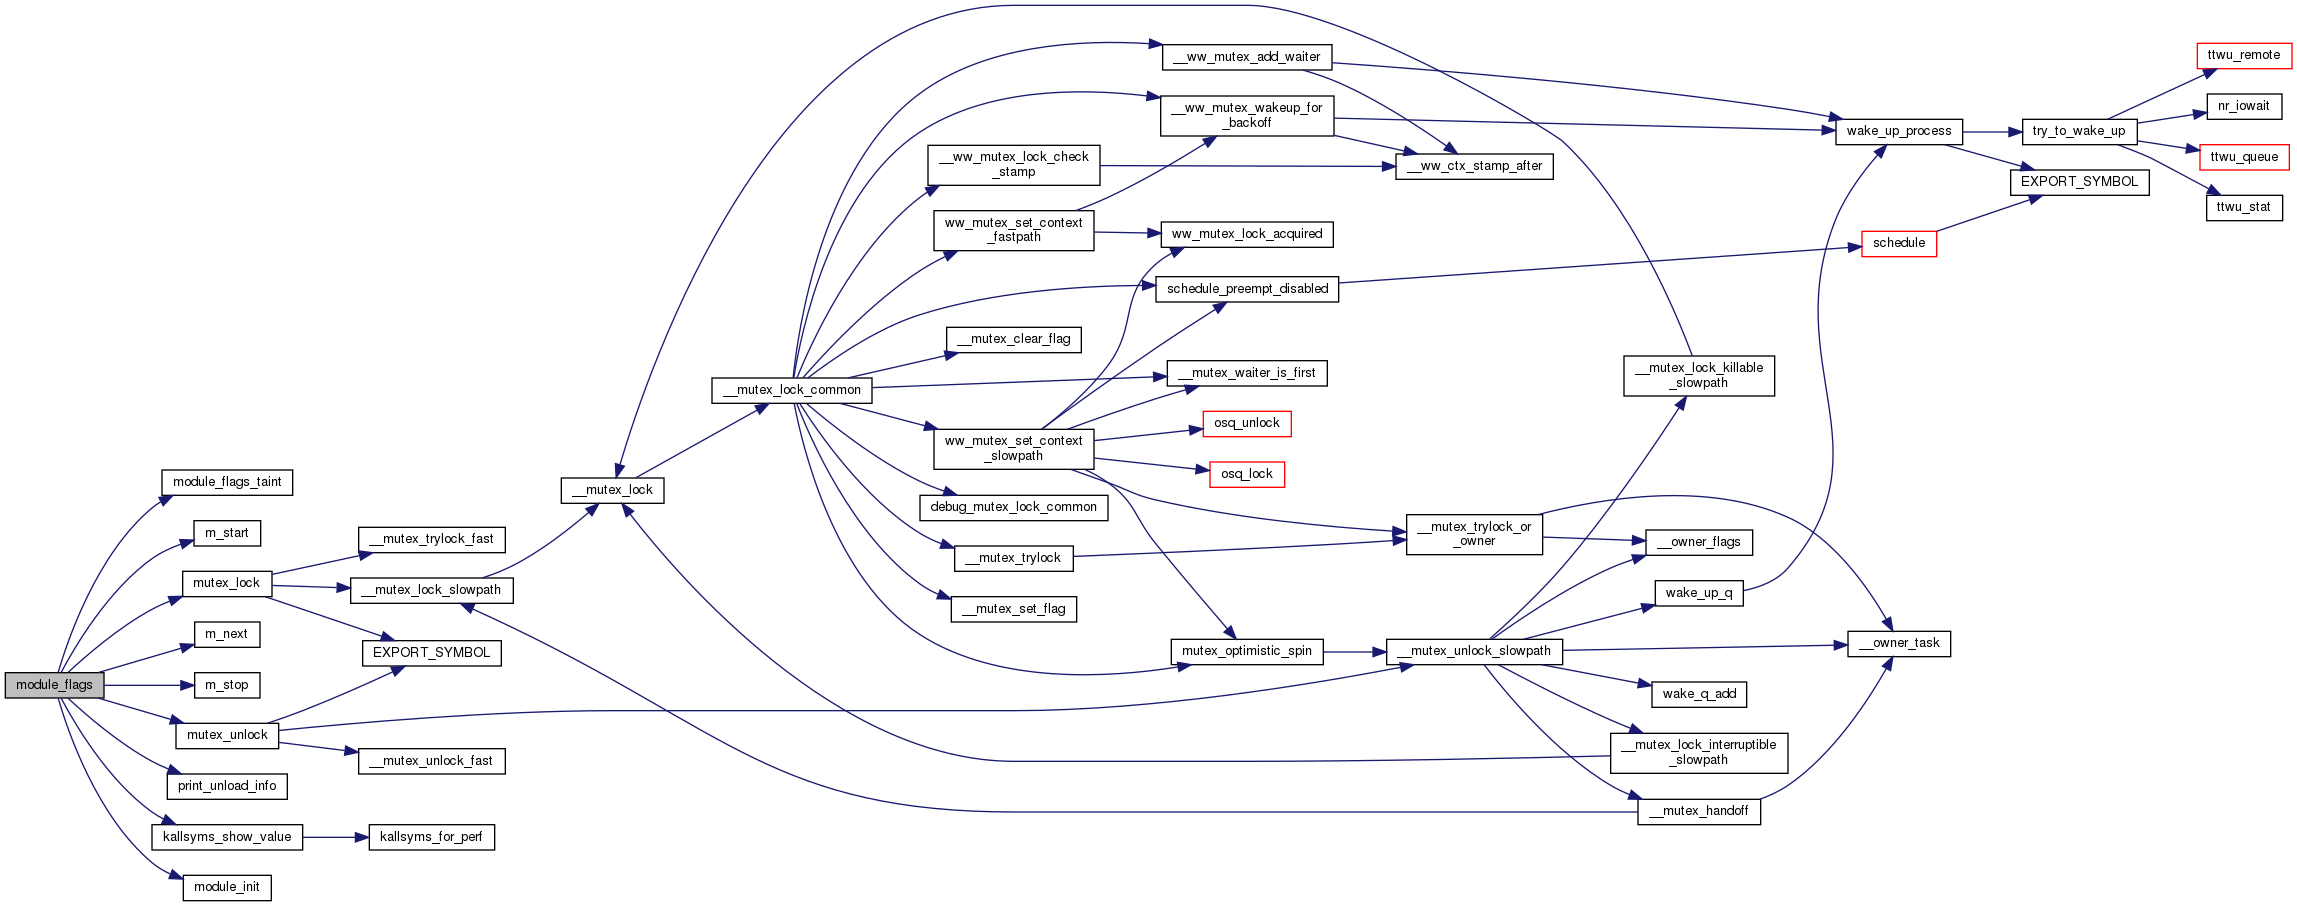 module_flags
module_flags_taint
m_start
mutex_lock
m_next
m_stop
mutex_unlock
print_unload_info
kallsyms_show_value
module_init
__mutex_trylock_fast
__mutex_lock_slowpath
EXPORT_SYMBOL
__mutex_unlock_fast
kallsyms_for_perf
__mutex_lock
__mutex_lock_common
__ww_mutex_lock_check
_stamp
ww_mutex_set_context
_fastpath
__mutex_clear_flag
ww_mutex_set_context
_slowpath
debug_mutex_lock_common
__mutex_trylock
__mutex_set_flag
__ww_mutex_add_waiter
__ww_mutex_wakeup_for
_backoff
ww_mutex_lock_acquired
schedule_preempt_disabled
__mutex_waiter_is_first
osq_unlock
osq_lock
mutex_optimistic_spin
__ww_ctx_stamp_after
__mutex_trylock_or
_owner
__mutex_unlock_slowpath
__mutex_lock_killable
_slowpath
__owner_flags
wake_up_q
wake_q_add
__mutex_lock_interruptible
_slowpath
__mutex_handoff
wake_up_process
schedule
__owner_task
try_to_wake_up
EXPORT_SYMBOL
ttwu_remote
nr_iowait
ttwu_queue
ttwu_stat